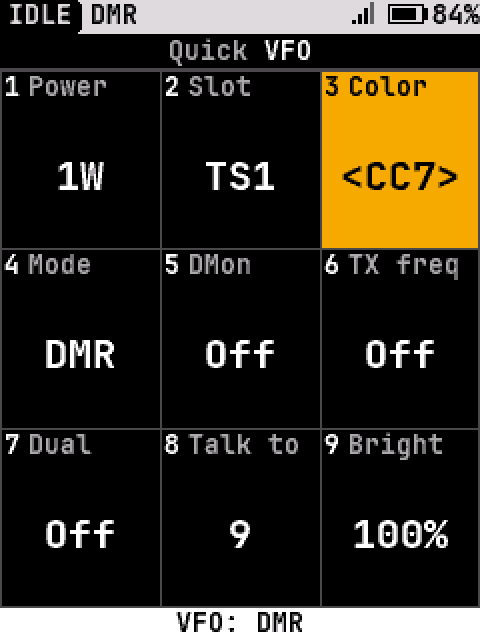 IDLE DMR 84%
Quick VFO
1 Power 2 Slot 3 Color
1W TS1 <CC7>
4 Mode 5 DMon 6 TX freq
DMR Off Off
7 Dual 8 Talk to 9 Bright
Off 9 100%
VFO: DMR